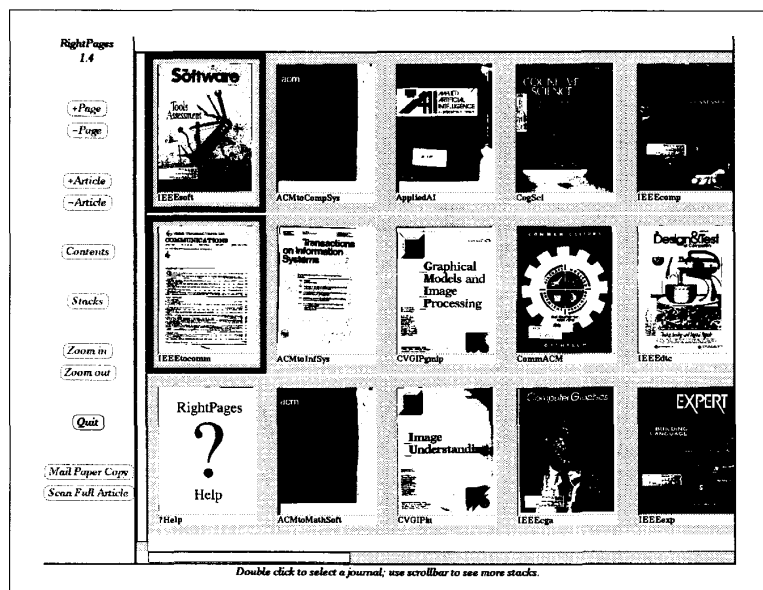 RightPages
1.4
+Page
-Page
+Article
-Article
Contents
Stacks
Zoom in
Zoom out
Quit
Mail Paper Copy
Scan Full Article
Software
Tools
Assessment
IEEEsoft
acm
ACMtoCompSys
APPLIED
ARTIFICIAL
INTELLIGENCE
AppliedAI
COGNITIVE
SCIENCE
CogSci
IEEEcomp
COMMUNICATIONS
IEEEtocomm
Transactions
on Information
Systems
ACMtoInfSys
Graphical
Models and
Image
Processing
CVGIPgmip
CommACM
Design&Test
IEEEdtc
RightPages
?
Help
?Help
acm
ACMtoMathSoft
Image
Understanding
CVGIPiu
Computer Graphics
IEEEcga
EXPERT
BUILDING
LANGUAGE
IEEEexp
Double click to select a journal; use scrollbar to see more stacks.